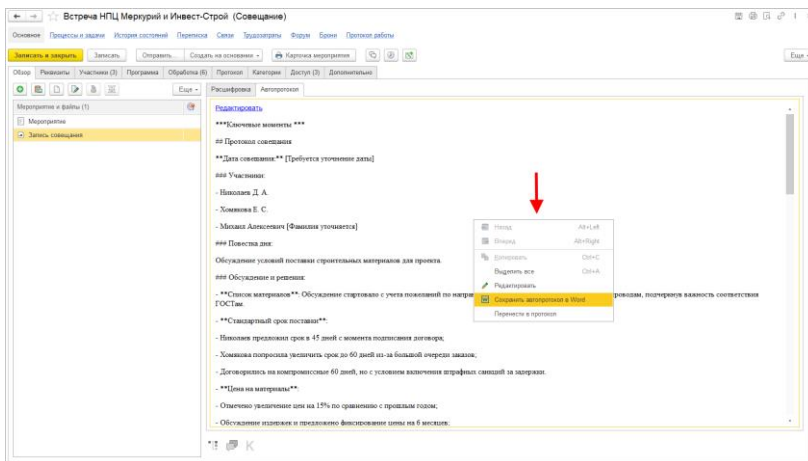 Встреча НПЦ Меркурий и Инвест-Строй (Совещание)
Основное Процессы и задачи История состояний Переписка Связи Трудозатраты Форум Брони Протокол работы
Записать и закрыть Записать Отправить... Создать на основании Карточка мероприятия Еще
Обзор Реквизиты Участники (3) Программа Обработка (6) Протокол Категории Доступ (3) Дополнительно
Еще
Расшифровка Автопротокол
Мероприятие и файлы (1)
Мероприятие
Запись совещания
Редактировать
***Ключевые моменты ***
## Протокол совещания
**Дата совещания:** [Требуется уточнение даты]
### Участники:
- Николаев Д. А.
- Хомякова Е. С.
- Михаил Алексеевич [Фамилия уточняется]
### Повестка дня:
Обсуждение условий поставки строительных материалов для проекта.
### Обсуждение и решения:
- **Список материалов**: Обсуждение стартовало с учета пожеланий по напра
проводам, подчеркнув важность соответствия
ГОСТам.
- **Стандартный срок поставки**:
- Николаев предложил срок в 45 дней с момента подписания договора;
- Хомякова попросила увеличить срок до 60 дней из-за большой очереди заказов;
- Договорились на компромиссные 60 дней, но с условием включения штрафных санкций за задержки.
- **Цена на материалы**:
- Отмечено увеличение цен на 15% по сравнению с прошлым годом;
- Обсуждение издержек и предложено фиксирование цены на 6 месяцев;
Назад Alt+Left
Вперед Alt+Right
Копировать Ctrl+C
Выделить все Ctrl+A
Редактировать
Сохранить автопротокол в Word
Перенести в протокол